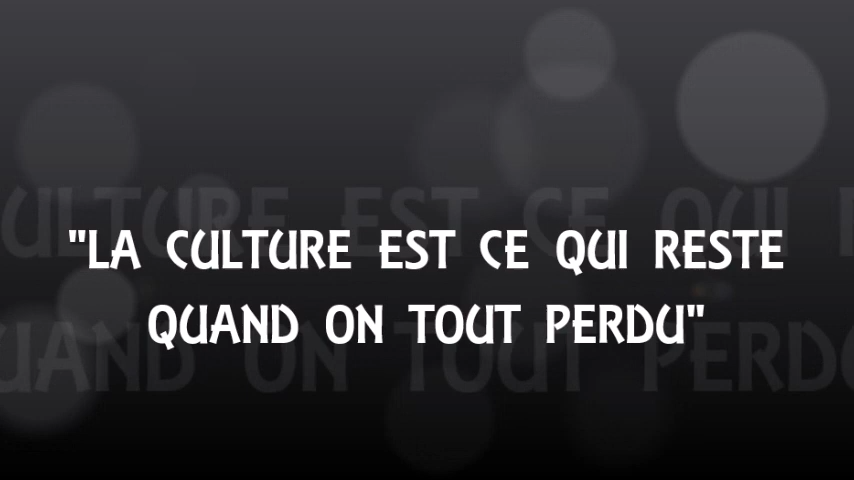 "LA CULTURE EST CE QUI RESTE
QUAND ON TOUT PERDU"